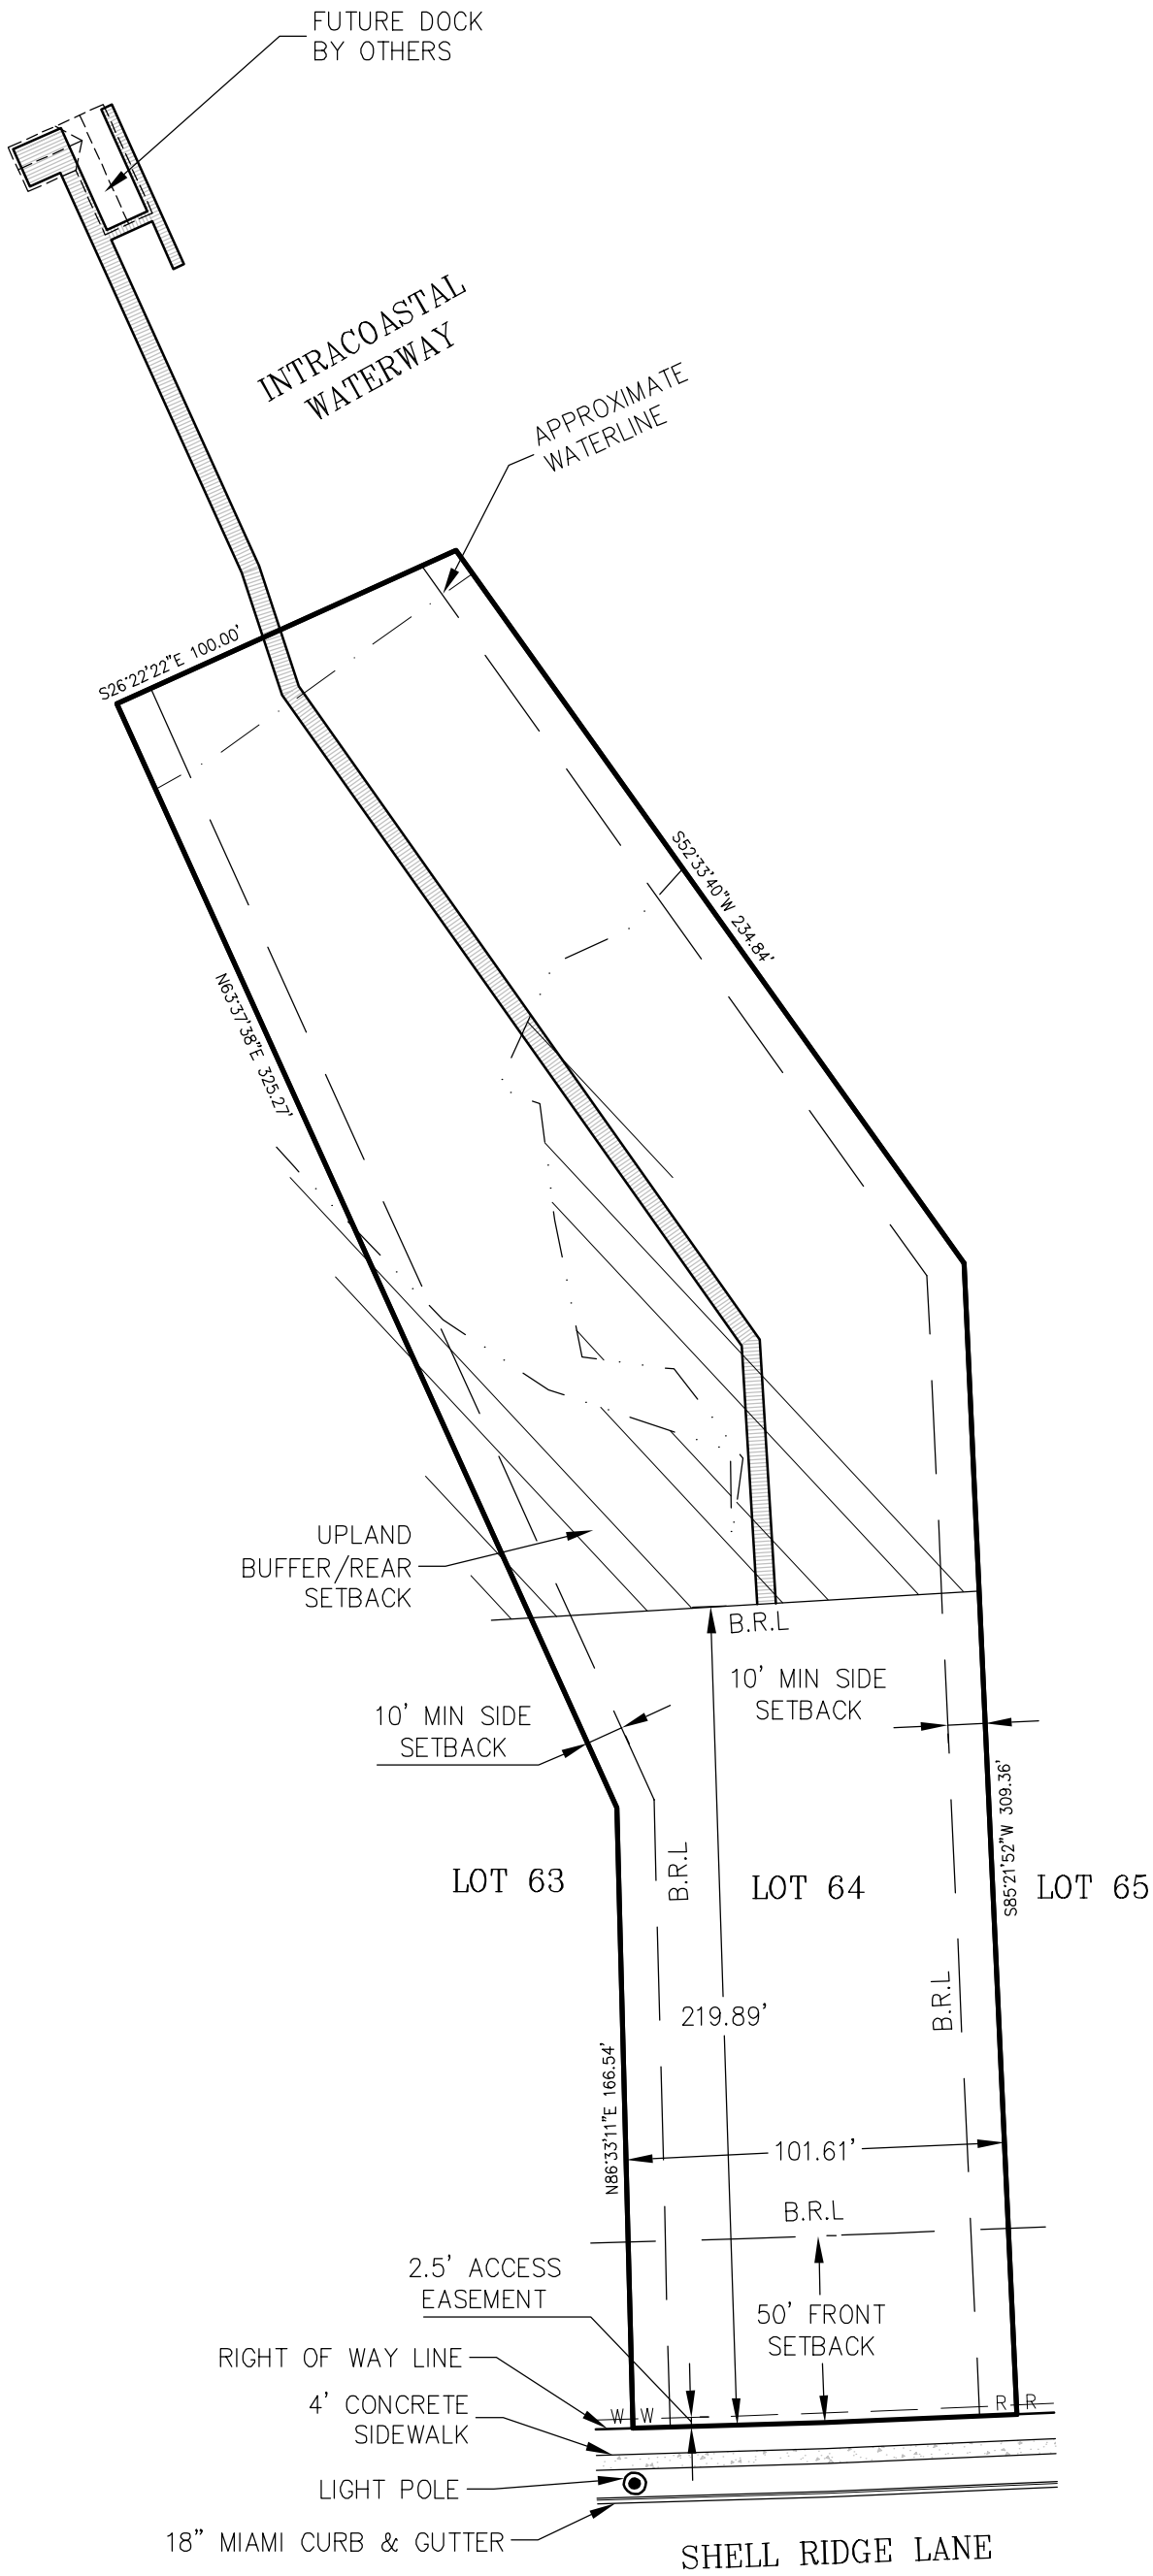 FUTURE DOCK
BY OTHERS
INTRACOASTAL
WATERWAY
APPROXIMATE
WATERLINE
S26°22'22"E 100.00'
S52°33'40"W 234.84'
N63°37'38"E 325.27'
UPLAND
BUFFER/REAR
SETBACK
B.R.L
10' MIN SIDE
SETBACK
10' MIN SIDE
SETBACK
S85°21'52"W 309.36'
B.R.L
LOT 63
LOT 64
LOT 65
B.R.L
219.89'
N86°33'11"E 166.54'
101.61'
B.R.L
2.5' ACCESS
EASEMENT
50' FRONT
SETBACK
RIGHT OF WAY LINE
W W
R R
4' CONCRETE
SIDEWALK
LIGHT POLE
18" MIAMI CURB & GUTTER
SHELL RIDGE LANE